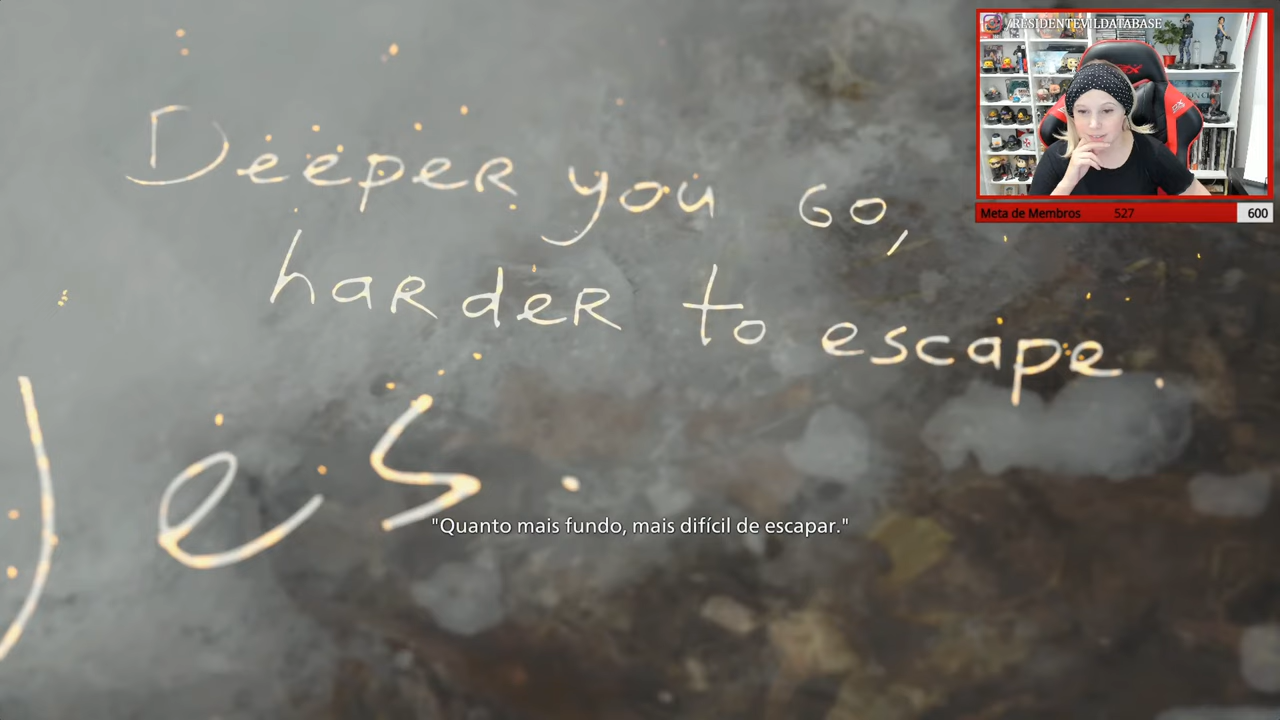 /RESIDENTEVILDATABASE
Meta de Membros 527 600
Deeper you go,
harder to escape.
es.
"Quanto mais fundo, mais difícil de escapar."